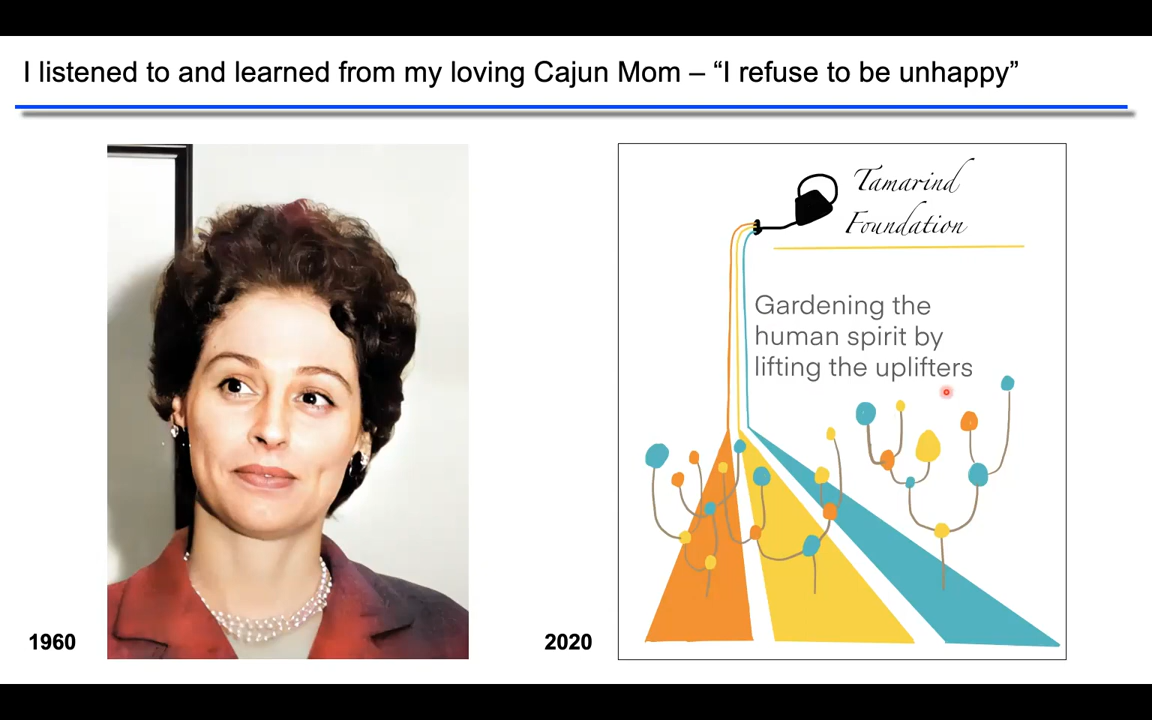 I listened to and learned from my loving Cajun Mom – “I refuse to be unhappy”
Tamarind
Foundation
Gardening the
human spirit by
lifting the uplifters
1960
2020